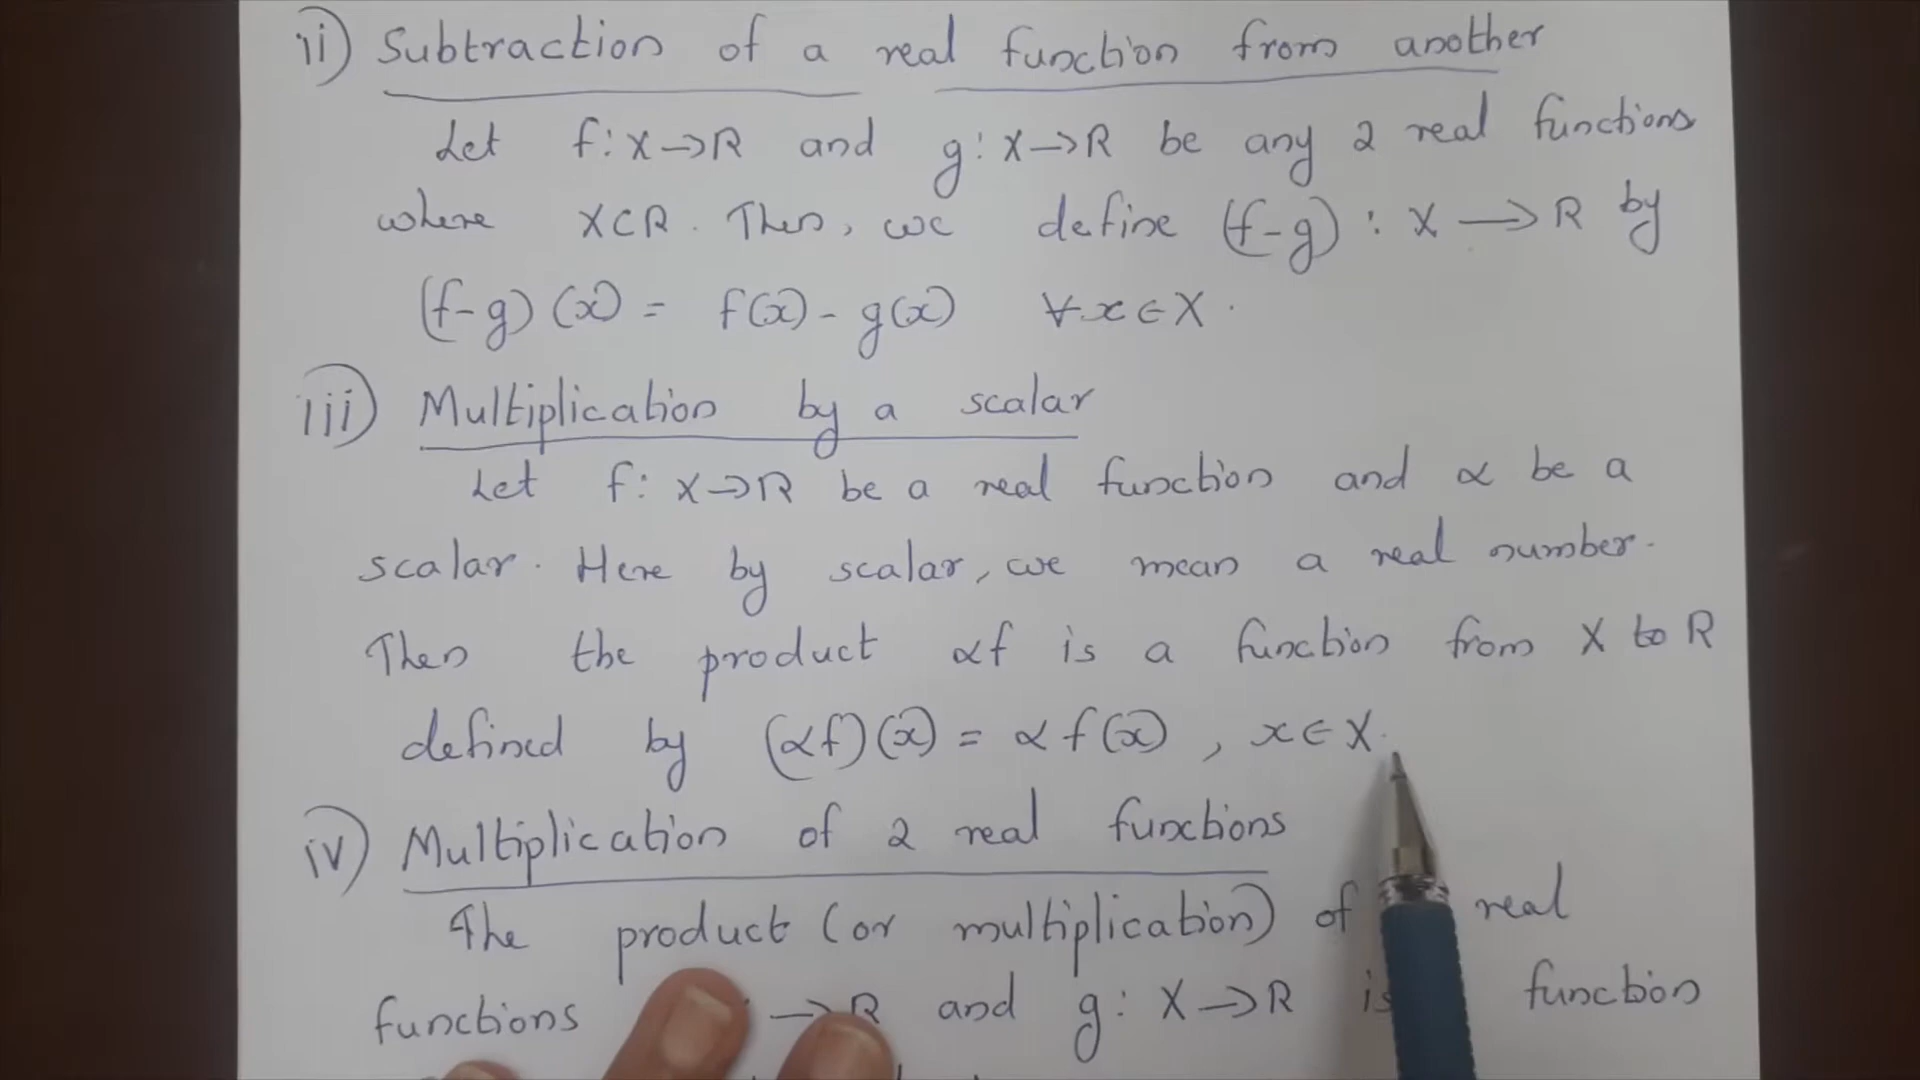 ii) Subtraction of a real function from another
Let f: X→R and g: X→R be any 2 real functions
where X⊂R. Then, we define (f-g) : X → R by
(f-g)(x) = f(x) - g(x) ∀ x ∈ X.
iii) Multiplication by a scalar
Let f: X→R be a real function and α be a
scalar. Here by scalar, we mean a real number.
Then the product αf is a function from X to R
defined by (αf)(x) = α f(x) , x ∈ X.
iv) Multiplication of 2 real functions
The product (or multiplication) of real
functions →R and g: X→R is function